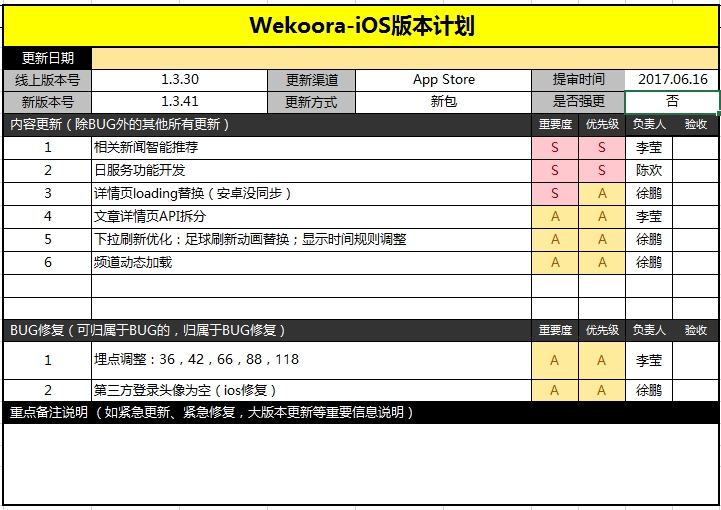 Wekoora-iOS版本计划
更新日期
线上版本号 1.3.30 更新渠道 App Store 提审时间 2017.06.16
新版本号 1.3.41 更新方式 新包 是否强更 否
内容更新（除BUG外的其他所有更新） 重要度 优先级 负责人 验收
1 相关新闻智能推荐 S S 李莹
2 日服务功能开发 S S 陈欢
3 详情页loading替换（安卓没同步） S A 徐鹏
4 文章详情页API拆分 A A 李莹
5 下拉刷新优化：足球刷新动画替换；显示时间规则调整 A A 徐鹏
6 频道动态加载 A A 徐鹏
BUG修复（可归属于BUG的，归属于BUG修复） 重要度 优先级 负责人 验收
1 埋点调整：36，42，66，88，118 A A 李莹
2 第三方登录头像为空（ios修复） A A 徐鹏
重点备注说明 （如紧急更新、紧急修复，大版本更新等重要信息说明）